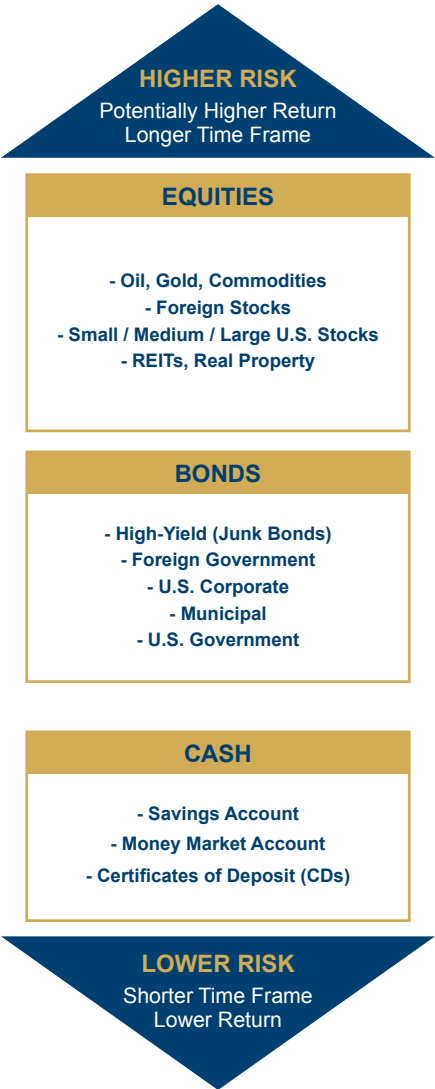 HIGHER RISK
Potentially Higher Return
Longer Time Frame
EQUITIES
- Oil, Gold, Commodities
- Foreign Stocks
- Small / Medium / Large U.S. Stocks
- REITs, Real Property
BONDS
- High-Yield (Junk Bonds)
- Foreign Government
- U.S. Corporate
- Municipal
- U.S. Government
CASH
- Savings Account
- Money Market Account
- Certificates of Deposit (CDs)
LOWER RISK
Shorter Time Frame
Lower Return